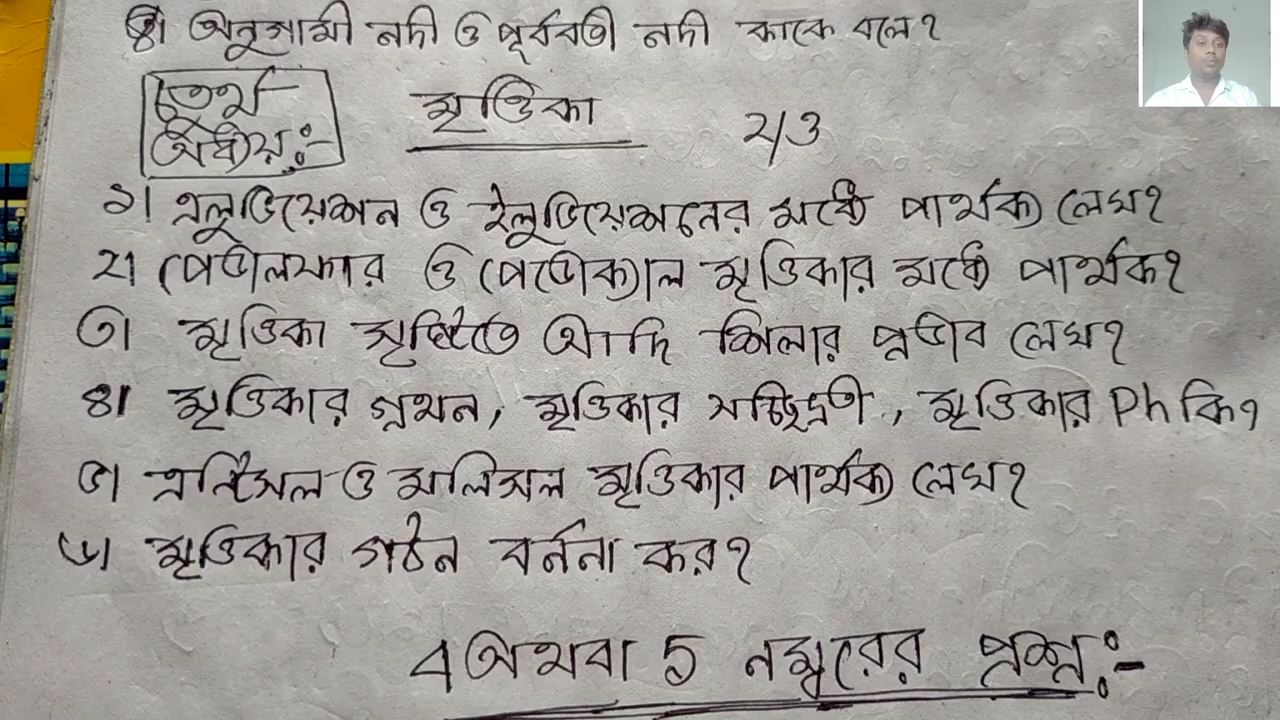 ৪। অনুগামী নদী ও পূর্ববর্তী নদী কাকে বলে?
চতুর্থ অধ্যায়:-
মৃত্তিকা ২/৩
১। এলুভিয়েশন ও ইলুভিয়েশনের মধ্যে পার্থক্য লেখ?
২। পেডালফার ও পেডোক্যাল মৃত্তিকার মধ্যে পার্থক্য?
৩। মৃত্তিকা সৃষ্টিতে আদি শিলার প্রভাব লেখ?
৪। মৃত্তিকার গ্রথন, মৃত্তিকার সচ্ছিদ্রতা, মৃত্তিকার Ph কি?
৫। এন্টিসল ও মলিসল মৃত্তিকার পার্থক্য লেখ?
৬। মৃত্তিকার গঠন বর্ননা কর?
4 অথবা 5 নম্বরের প্রশ্ন:-